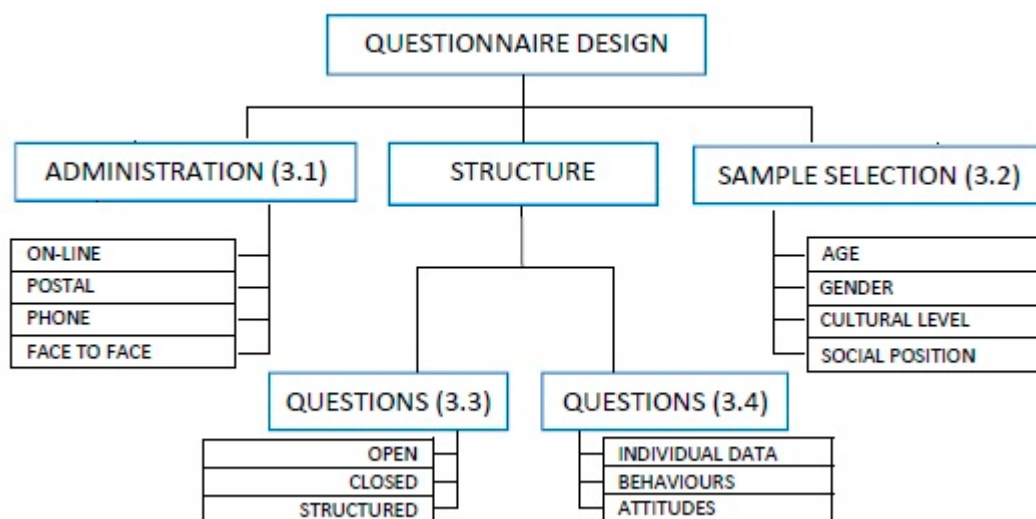 QUESTIONNAIRE DESIGN
ADMINISTRATION (3.1)
STRUCTURE
SAMPLE SELECTION (3.2)
ON-LINE
POSTAL
PHONE
FACE TO FACE
AGE
GENDER
CULTURAL LEVEL
SOCIAL POSITION
QUESTIONS (3.3)
QUESTIONS (3.4)
OPEN
CLOSED
STRUCTURED
INDIVIDUAL DATA
BEHAVIOURS
ATTITUDES